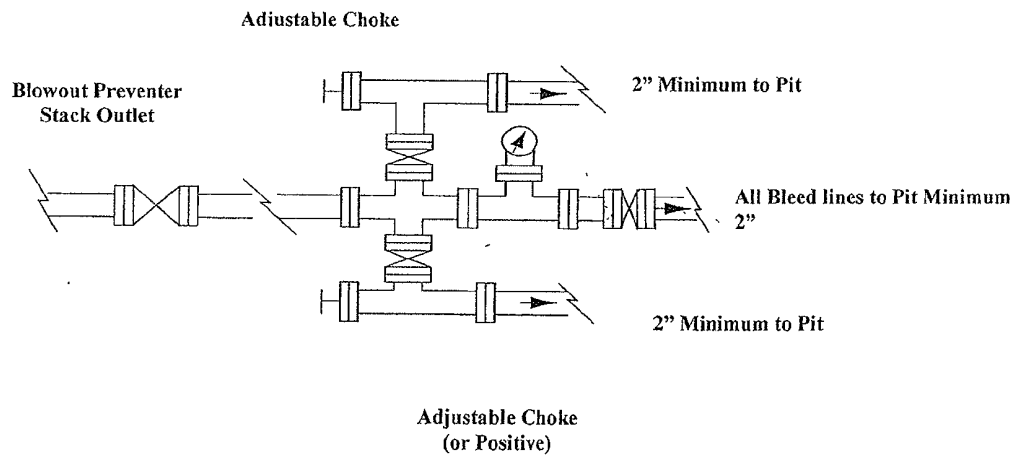 Adjustable Choke
Blowout Preventer
Stack Outlet
2” Minimum to Pit
All Bleed lines to Pit Minimum
2”
2” Minimum to Pit
Adjustable Choke
(or Positive)